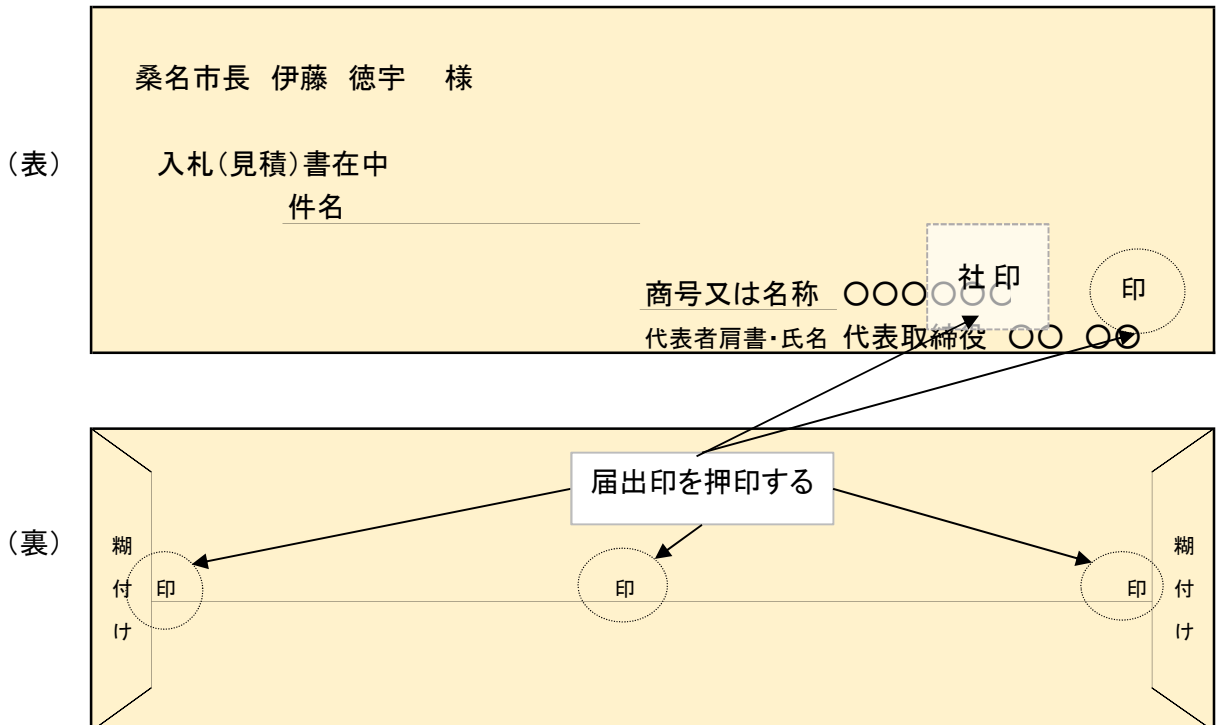 桑名市長 伊藤 徳宇 様
(表)
入札(見積)書在中
件名
社印
印
商号又は名称 〇〇〇〇〇〇
代表者肩書・氏名 代表取締役 〇〇 〇〇
届出印を押印する
(裏)
糊付け
印
印
印
糊付け